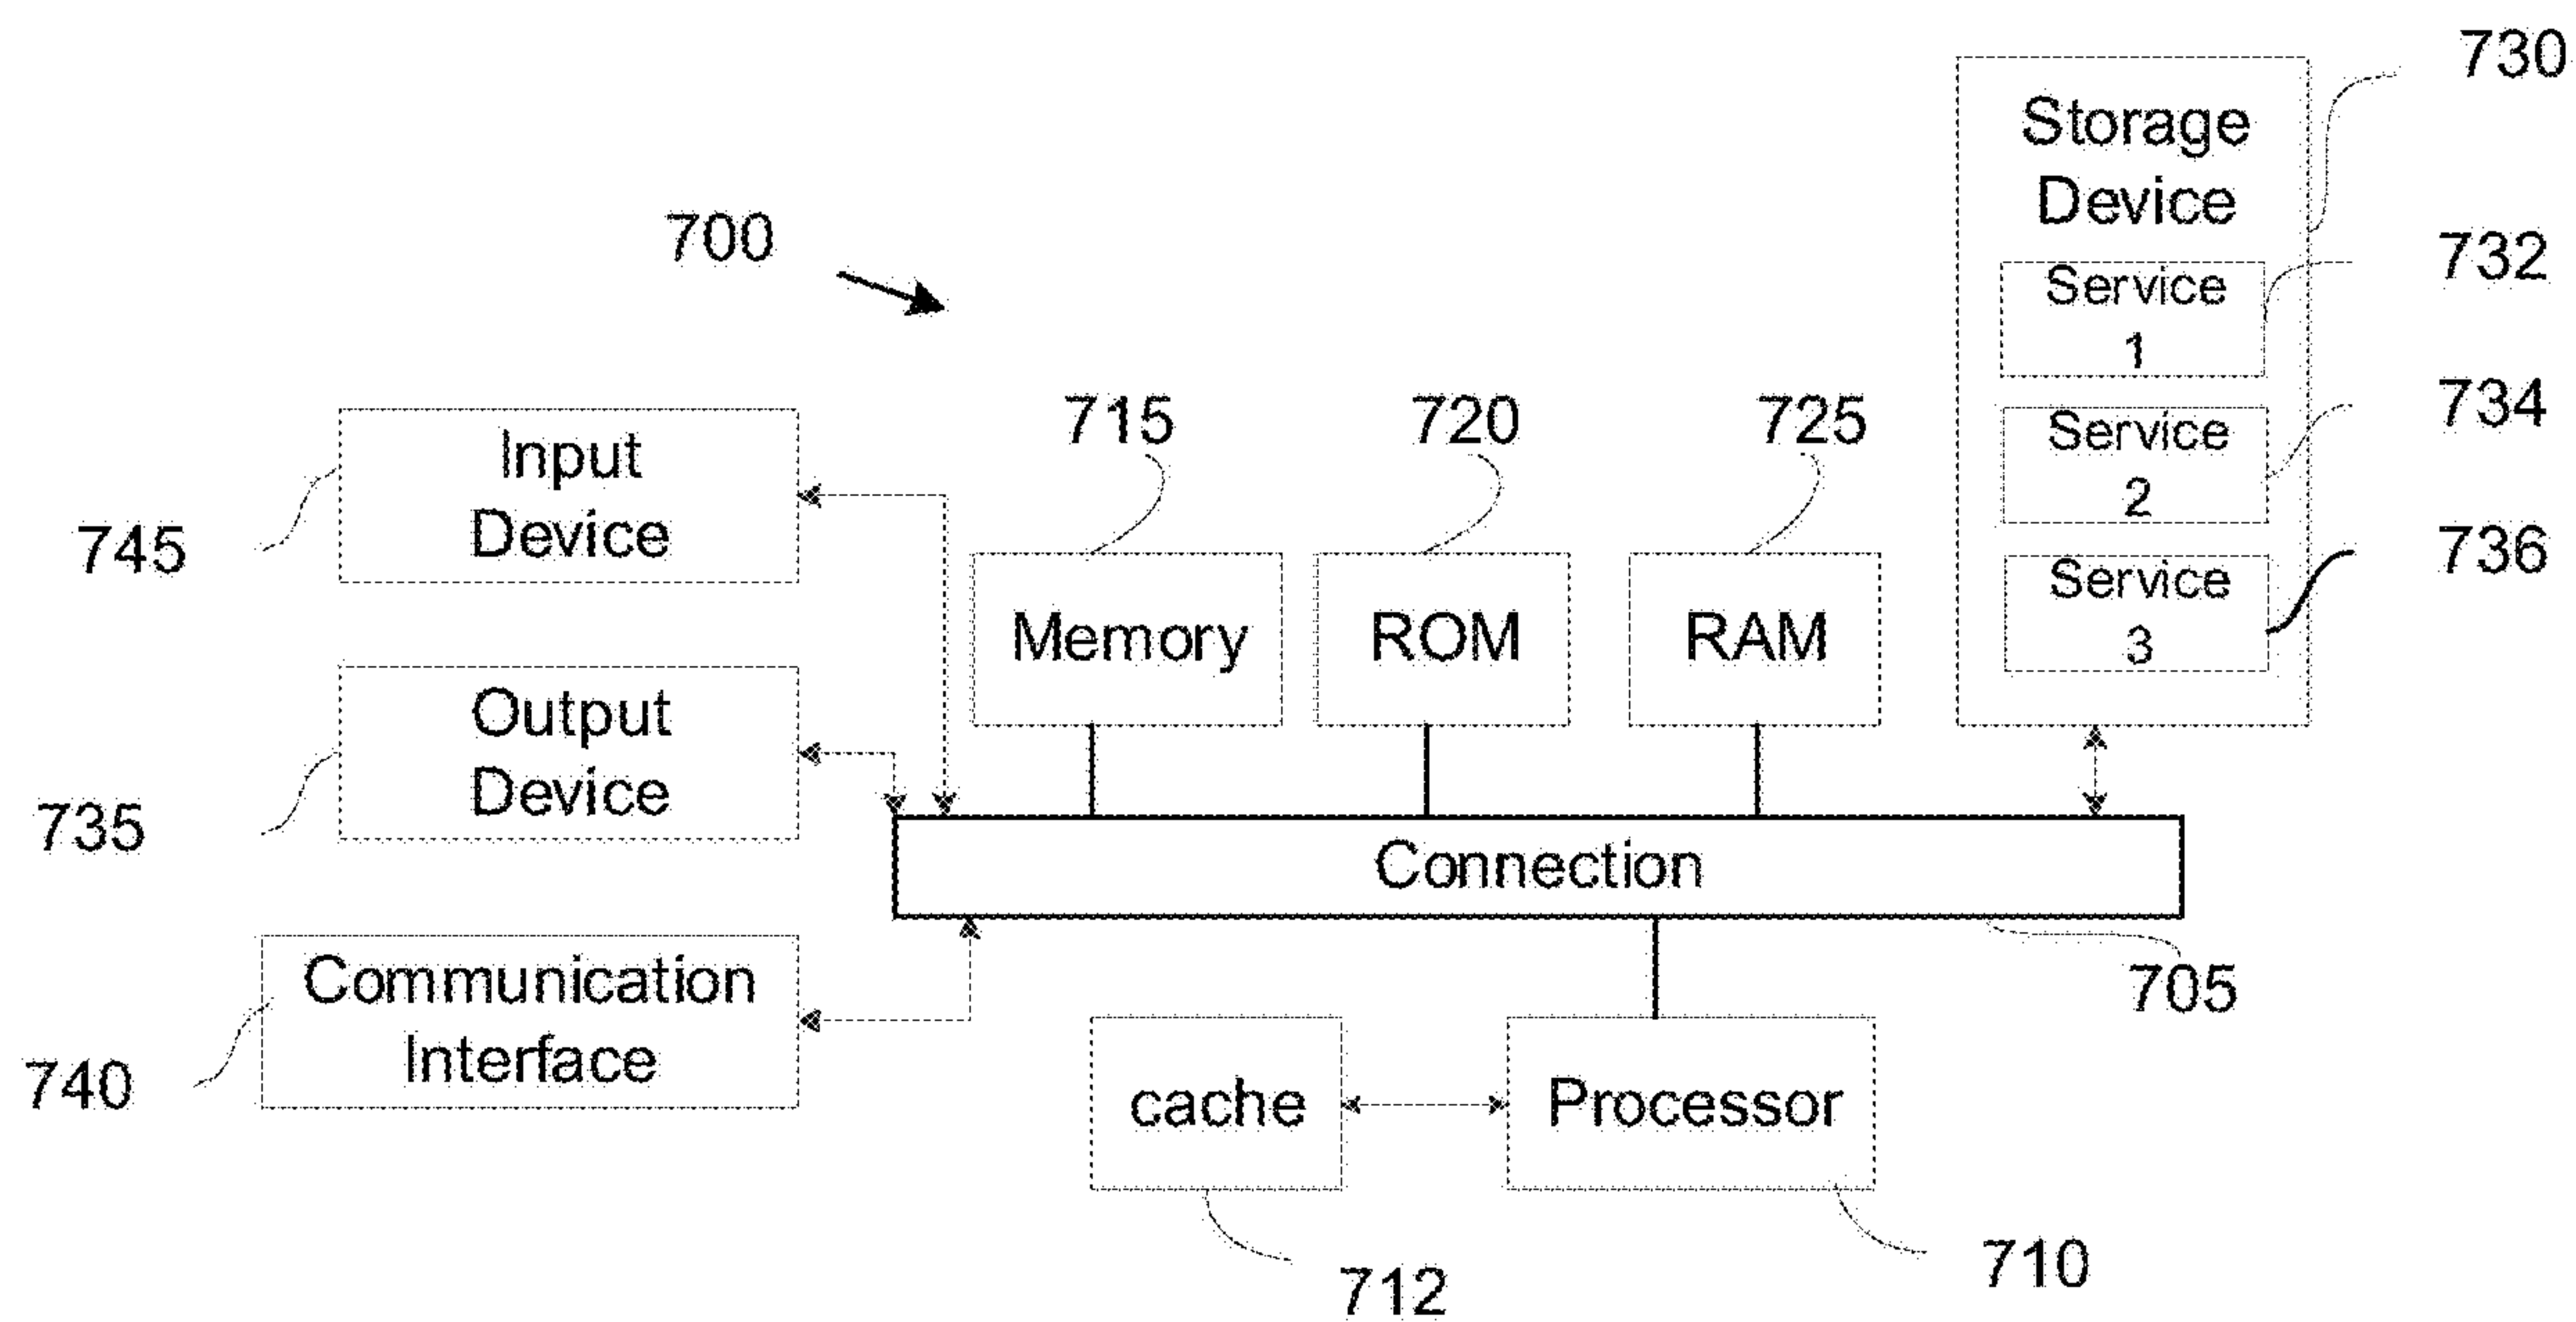 730
Storage
Device
700
732
Service
1
715
720
725
734
Service
2
Input
Device
745
736
Service
3
Memory
ROM
RAM
Output
Device
735
Connection
705
Communication
Interface
740
cache
Processor
712
710